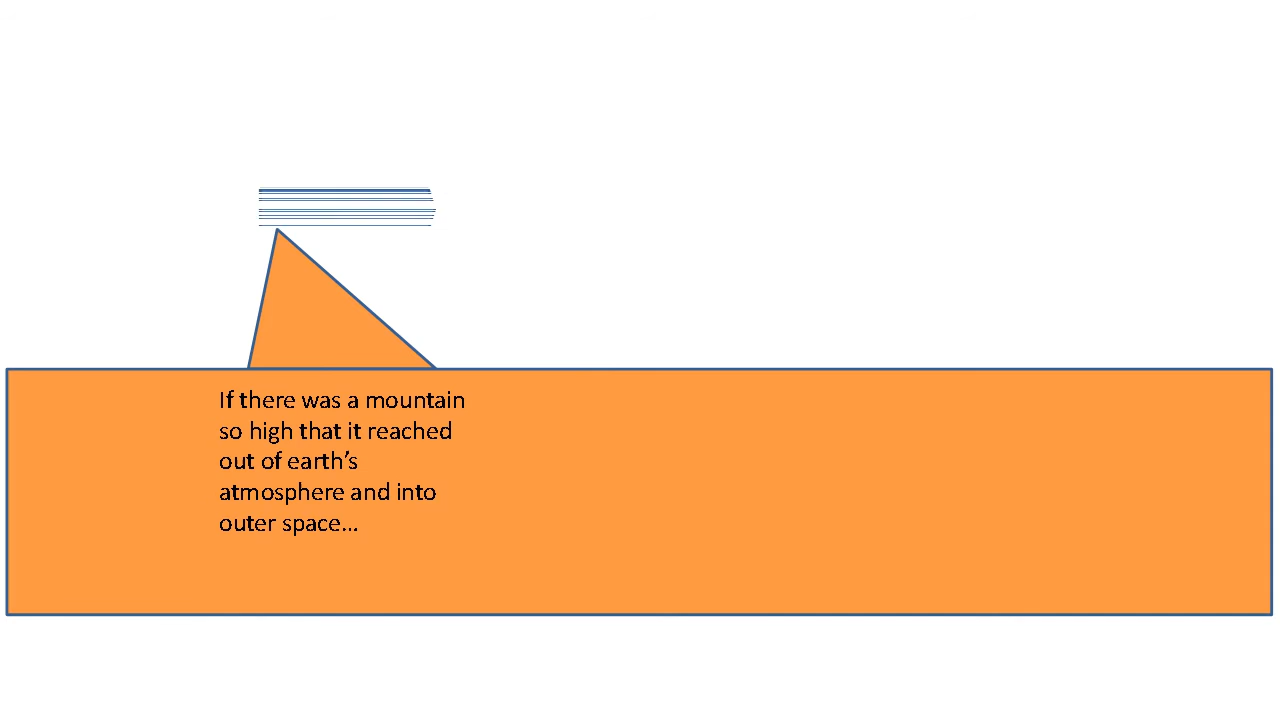 If there was a mountain
so high that it reached
out of earth’s
atmosphere and into
outer space…